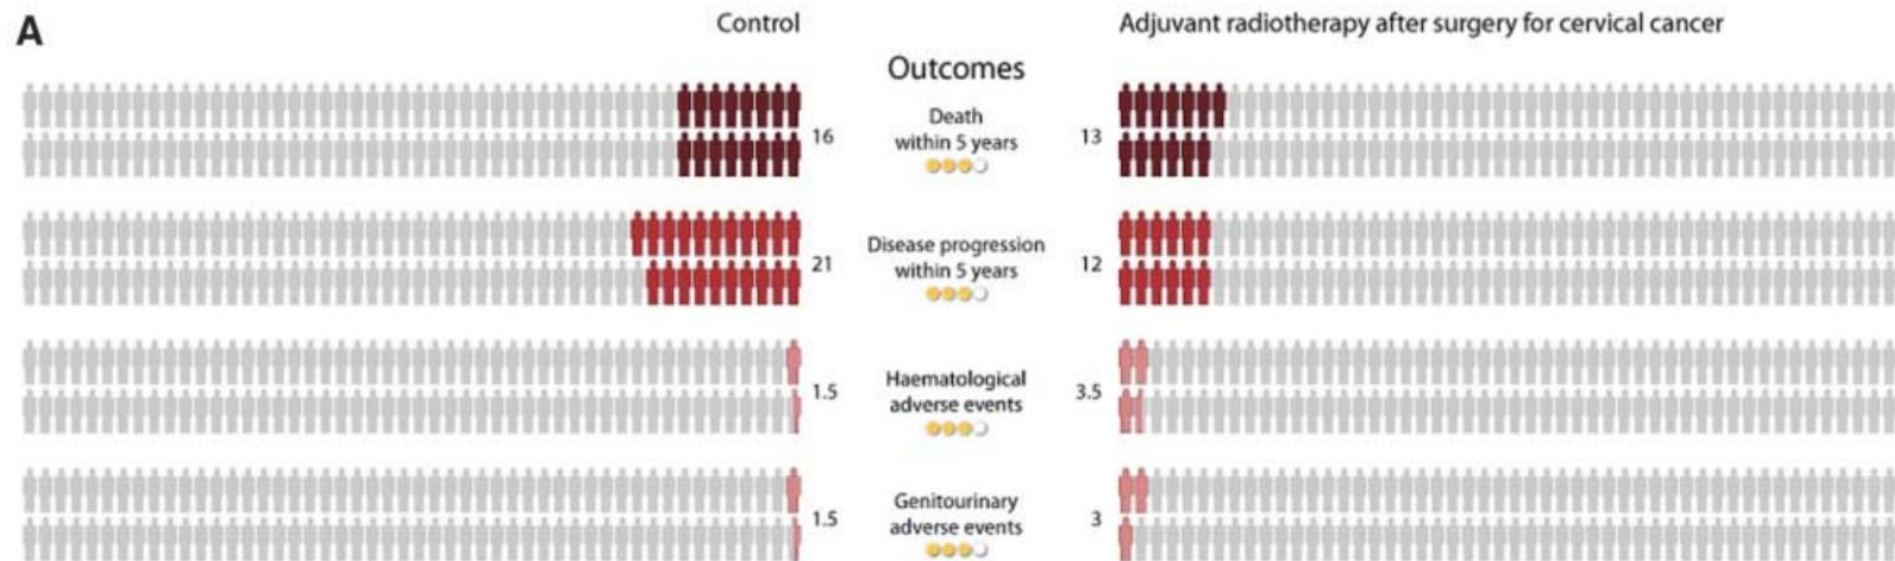 A
Control
Adjuvant radiotherapy after surgery for cervical cancer
Outcomes
Death
within 5 years
16
13
Disease progression
within 5 years
21
12
Haematological
adverse events
1.5
3.5
Genitourinary
adverse events
1.5
3